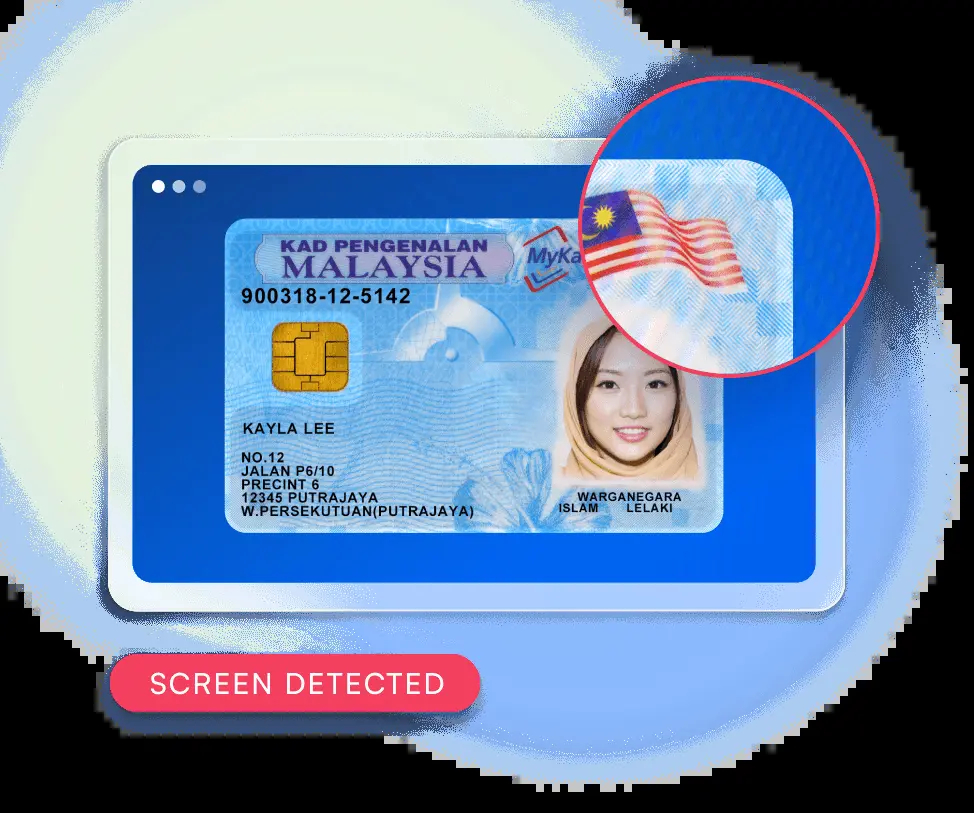 KAD PENGENALAN
MALAYSIA
MyKa
900318-12-5142
KAYLA LEE
NO.12
JALAN P6/10
PRECINT 6
12345 PUTRAJAYA
W.PERSEKUTUAN(PUTRAJAYA)
WARGANEGARA
ISLAM LELAKI
SCREEN DETECTED